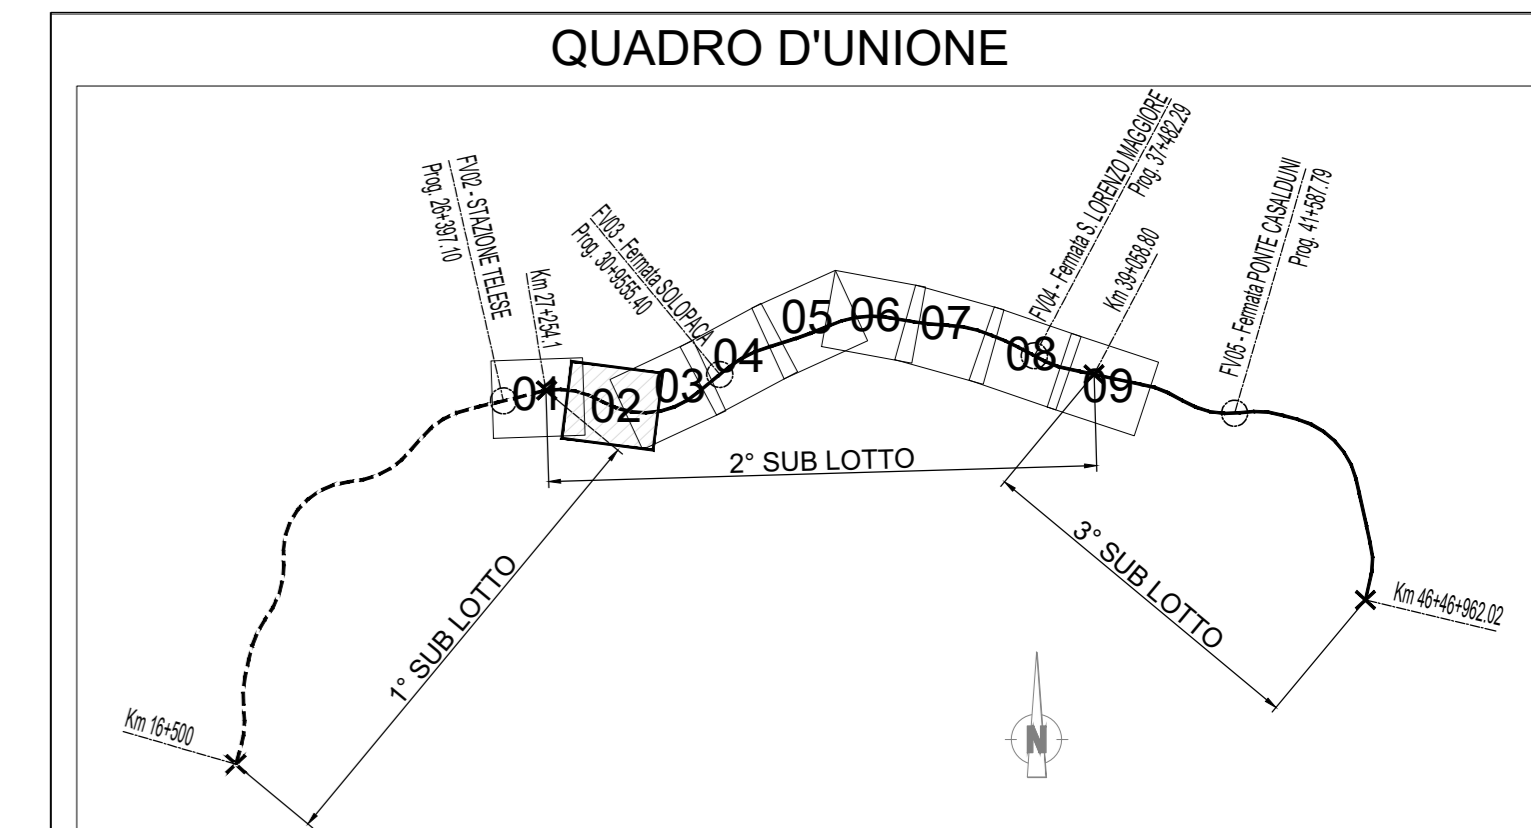 QUADRO D'UNIONE
FV02 - STAZIONE TELESE
Prog. 26+397.10
Km 27+254.1
FV03 - Fermata SOLOPACA
Prog. 30+9555.40
FV04 - Fermata S. LORENZO MAGGIORE
Prog. 37+482.29
Km 39+058.80
FV05 - Fermata PONTE CASALDUNI
Prog. 41+587.79
01
02
03
04
05
06
07
08
09
2° SUB LOTTO
1° SUB LOTTO
3° SUB LOTTO
Km 46+46+962.02
Km 16+500
N